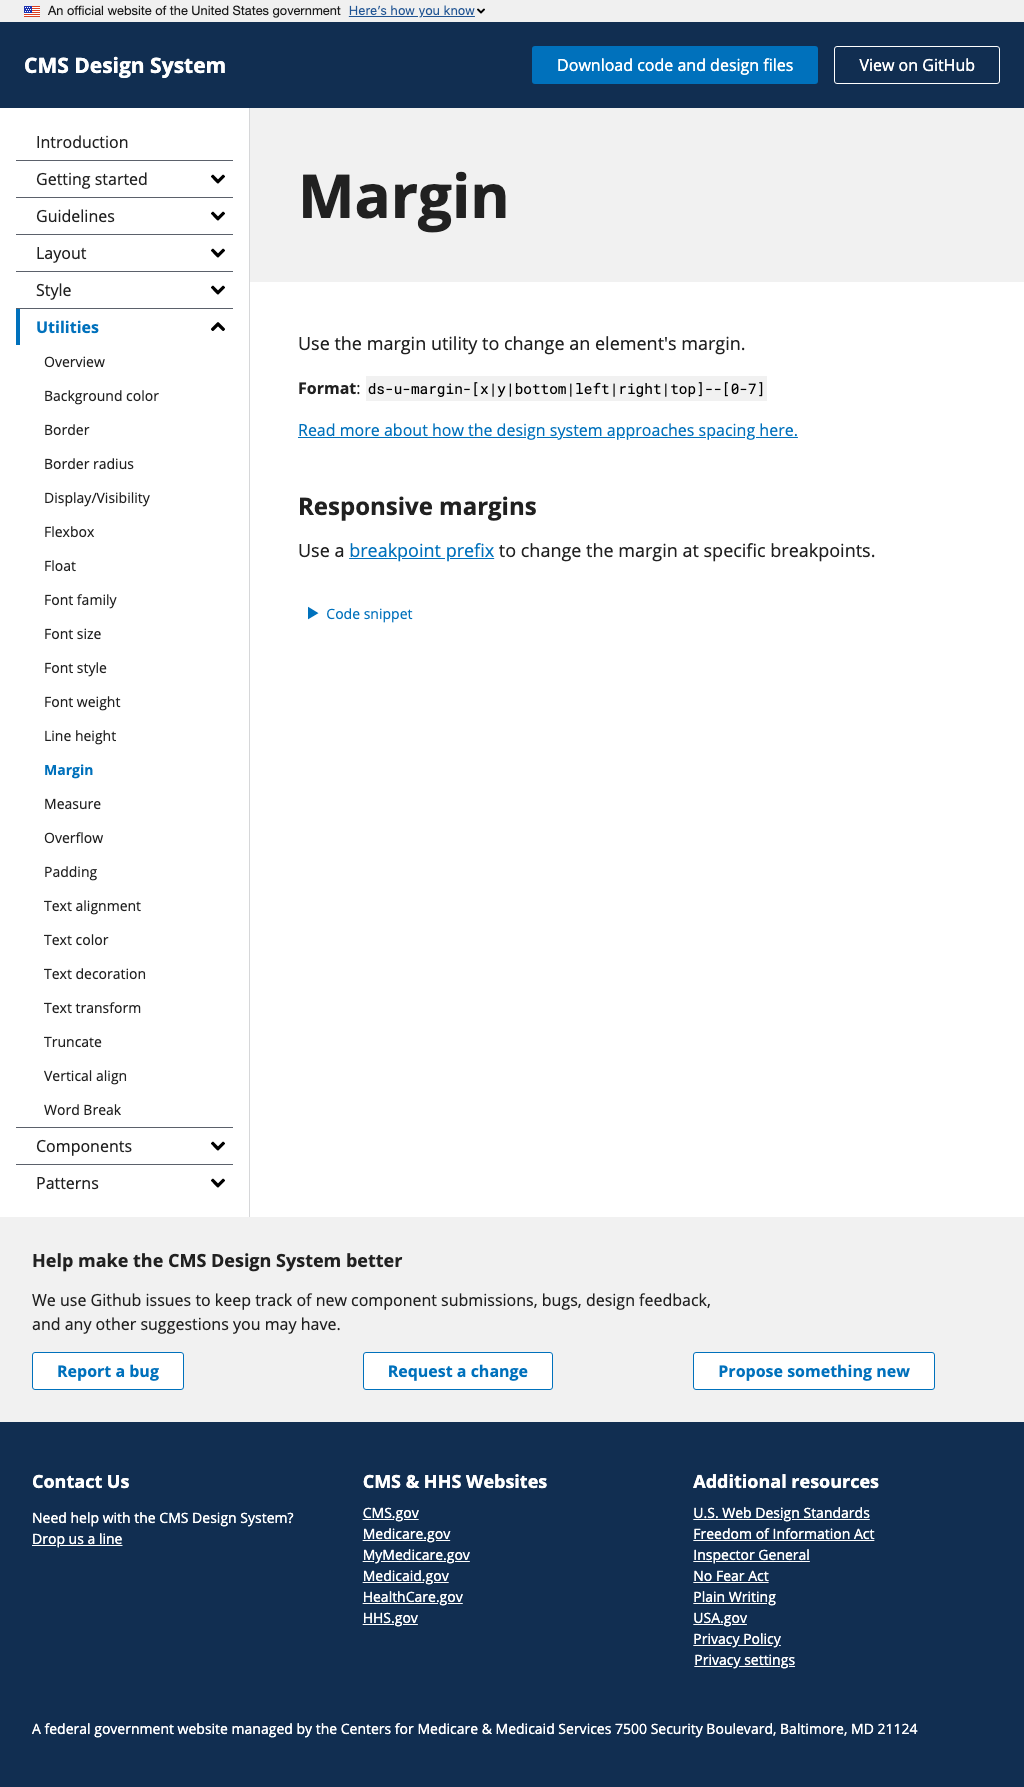 An official website of the United States government Here's how you know
CMS Design System
Download code and design files
View on GitHub
Introduction
Getting started
Guidelines
Layout
Style
Utilities
Overview
Background color
Border
Border radius
Display/Visibility
Flexbox
Float
Font family
Font size
Font style
Font weight
Line height
Margin
Measure
Overflow
Padding
Text alignment
Text color
Text decoration
Text transform
Truncate
Vertical align
Word Break
Components
Patterns
Margin
Use the margin utility to change an element's margin.
Format: ds-u-margin-[x|y|bottom|left|right|top]--[0-7]
Read more about how the design system approaches spacing here.
Responsive margins
Use a breakpoint prefix to change the margin at specific breakpoints.
Code snippet
Help make the CMS Design System better
We use Github issues to keep track of new component submissions, bugs, design feedback,
and any other suggestions you may have.
Report a bug
Request a change
Propose something new
Contact Us
Need help with the CMS Design System?
Drop us a line
CMS & HHS Websites
CMS.gov
Medicare.gov
MyMedicare.gov
Medicaid.gov
HealthCare.gov
HHS.gov
Additional resources
U.S. Web Design Standards
Freedom of Information Act
Inspector General
No Fear Act
Plain Writing
USA.gov
Privacy Policy
Privacy settings
A federal government website managed by the Centers for Medicare & Medicaid Services 7500 Security Boulevard, Baltimore, MD 21124